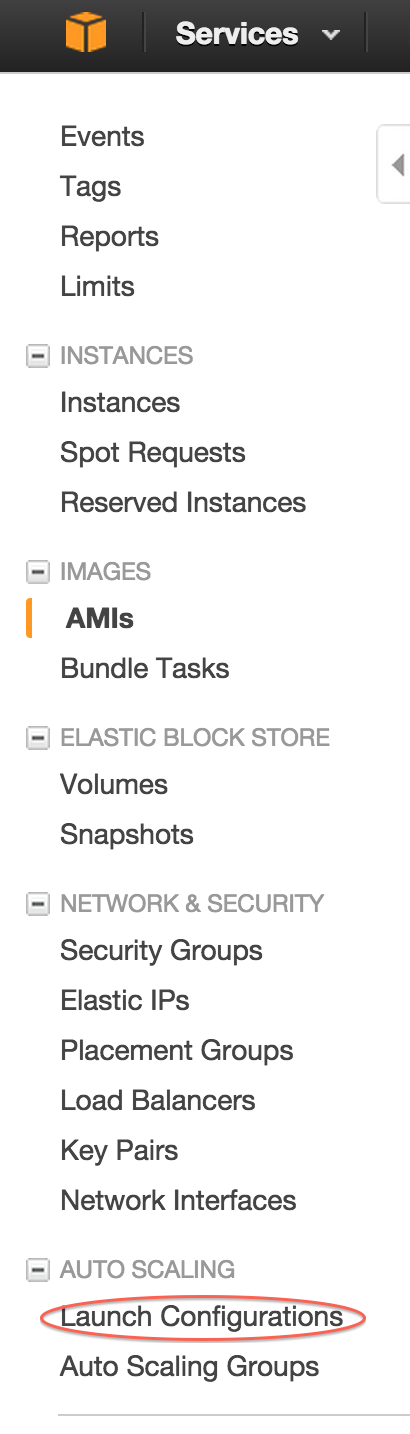 Services
Events
Tags
Reports
Limits
INSTANCES
Instances
Spot Requests
Reserved Instances
IMAGES
AMIs
Bundle Tasks
ELASTIC BLOCK STORE
Volumes
Snapshots
NETWORK & SECURITY
Security Groups
Elastic IPs
Placement Groups
Load Balancers
Key Pairs
Network Interfaces
AUTO SCALING
Launch Configurations
Auto Scaling Groups